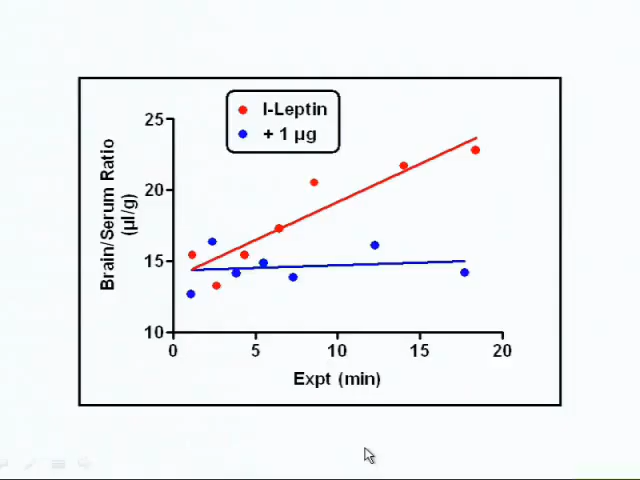 I-Leptin
+ 1 µg
Brain/Serum Ratio
(µl/g)
25
20
15
10
0 5 10 15 20
Expt (min)